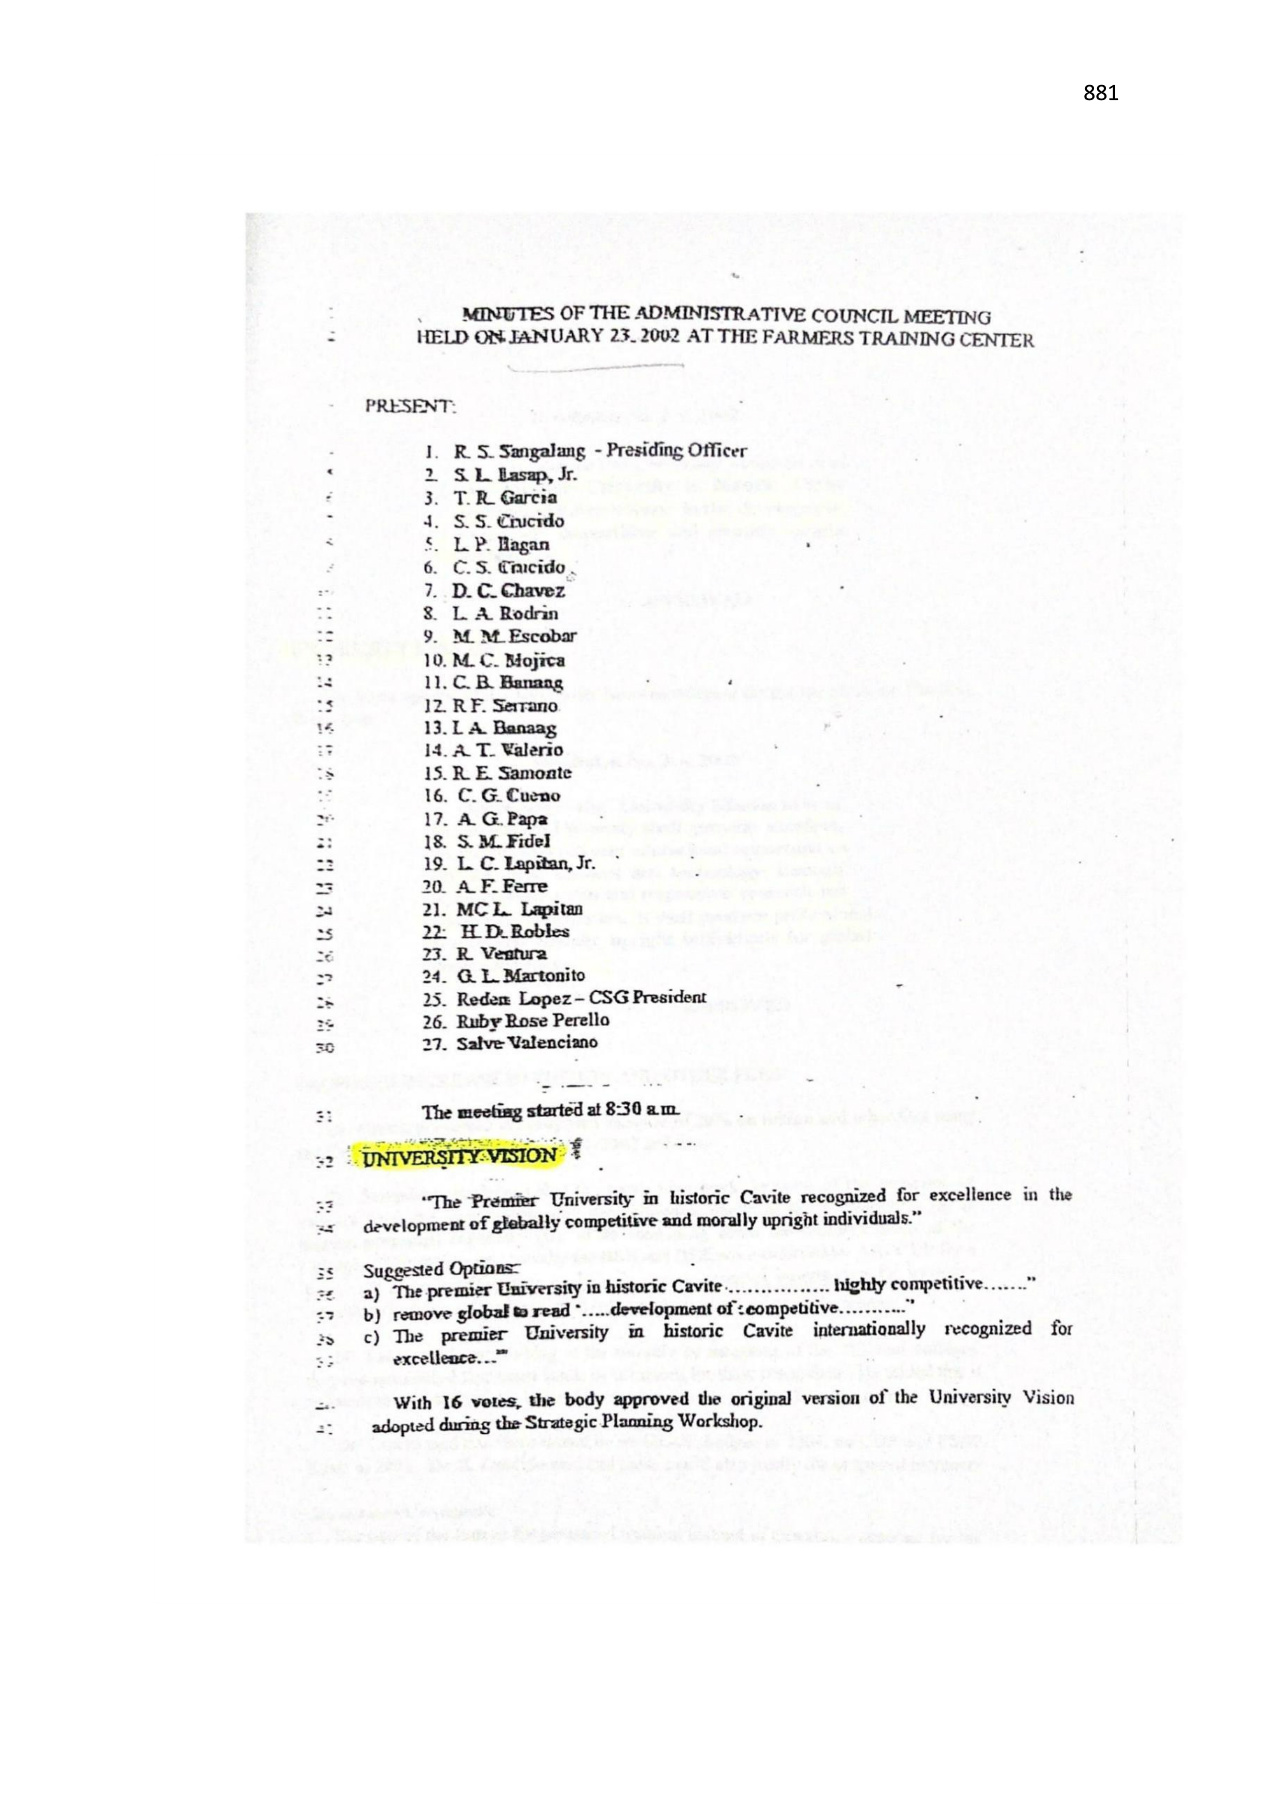 881
MINUTES OF THE ADMINISTRATIVE COUNCIL MEETING
HELD ON JANUARY 23, 2002 AT THE FARMERS TRAINING CENTER
PRESENT:
1. R. S. Sangalang - Presiding Officer
2. S. L. Lasap, Jr.
3. T. R. Garcia
4. S. S. Crucido
5. L. P. Bagan
6. C. S. Crucido
7. D. C. Chavez
8. L. A. Rodrin
9. M. M. Escobar
10. M. C. Mojica
11. C. B. Banang
12. R F. Serrano
13. L A. Banaag
14. A. T. Valerio
15. R. E. Samonte
16. C. G. Cueno
17. A. G. Papa
18. S. M. Fidel
19. L. C. Lapitan, Jr.
20. A. F. Ferre
21. MC L. Lapitan
22. H. D. Robles
23. R. Ventura
24. G. L. Martonito
25. Reden Lopez – CSG President
26. Ruby Rose Perello
30 27. Salve Valenciano
The meeting started at 8:30 a.m.
UNIVERSITY VISION
"The Premier University in historic Cavite recognized for excellence in the
development of globally competitive and morally upright individuals."
Suggested Options:
a) The premier University in historic Cavite ................ highly competitive......."
b) remove global to read ".....development of competitive..........."
c) The premier University in historic Cavite internationally recognized for
excellence..."
With 16 votes, the body approved the original version of the University Vision
adopted during the Strategic Planning Workshop.